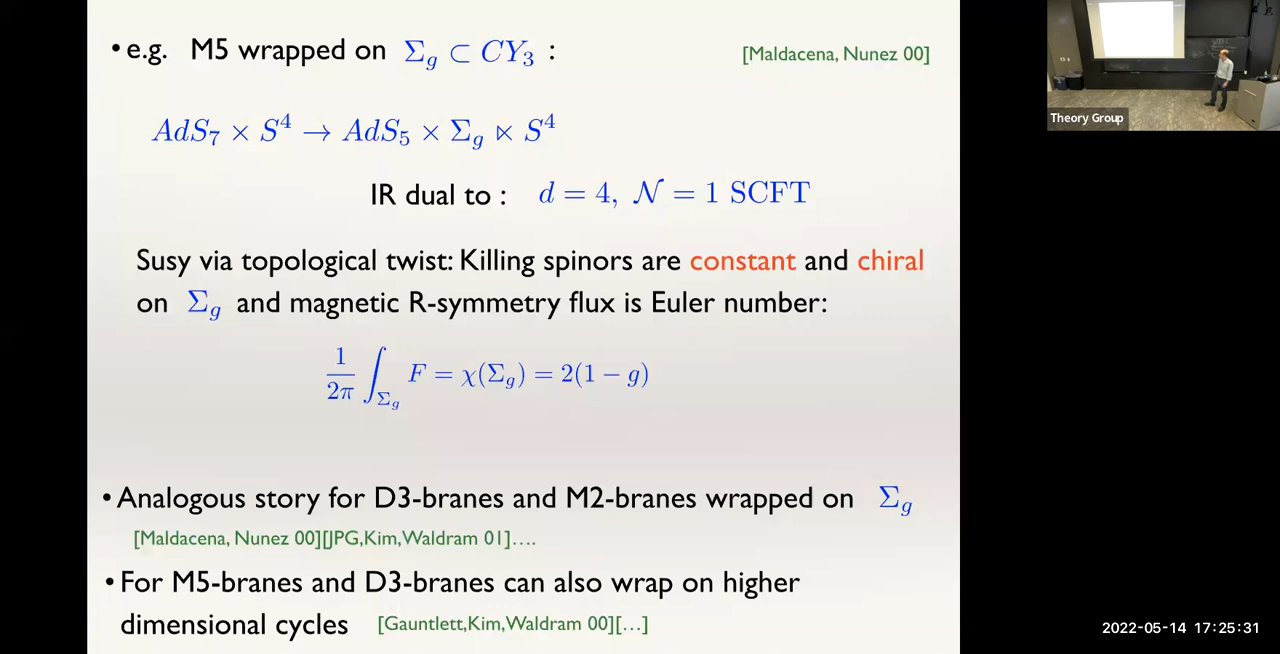 • e.g. M5 wrapped on Σ_g ⊂ CY_3 :
[Maldacena, Nunez 00]
AdS_7 × S^4 → AdS_5 × Σ_g ⋉ S^4
IR dual to : d = 4, 𝒩 = 1 SCFT
Susy via topological twist: Killing spinors are constant and chiral
on Σ_g and magnetic R-symmetry flux is Euler number:
1/2π ∫_{Σ_g} F = χ(Σ_g) = 2(1 − g)
• Analogous story for D3-branes and M2-branes wrapped on Σ_g
[Maldacena, Nunez 00][JPG,Kim,Waldram 01]....
• For M5-branes and D3-branes can also wrap on higher
dimensional cycles [Gauntlett,Kim,Waldram 00][...]
Theory Group
2022-05-14 17:25:31